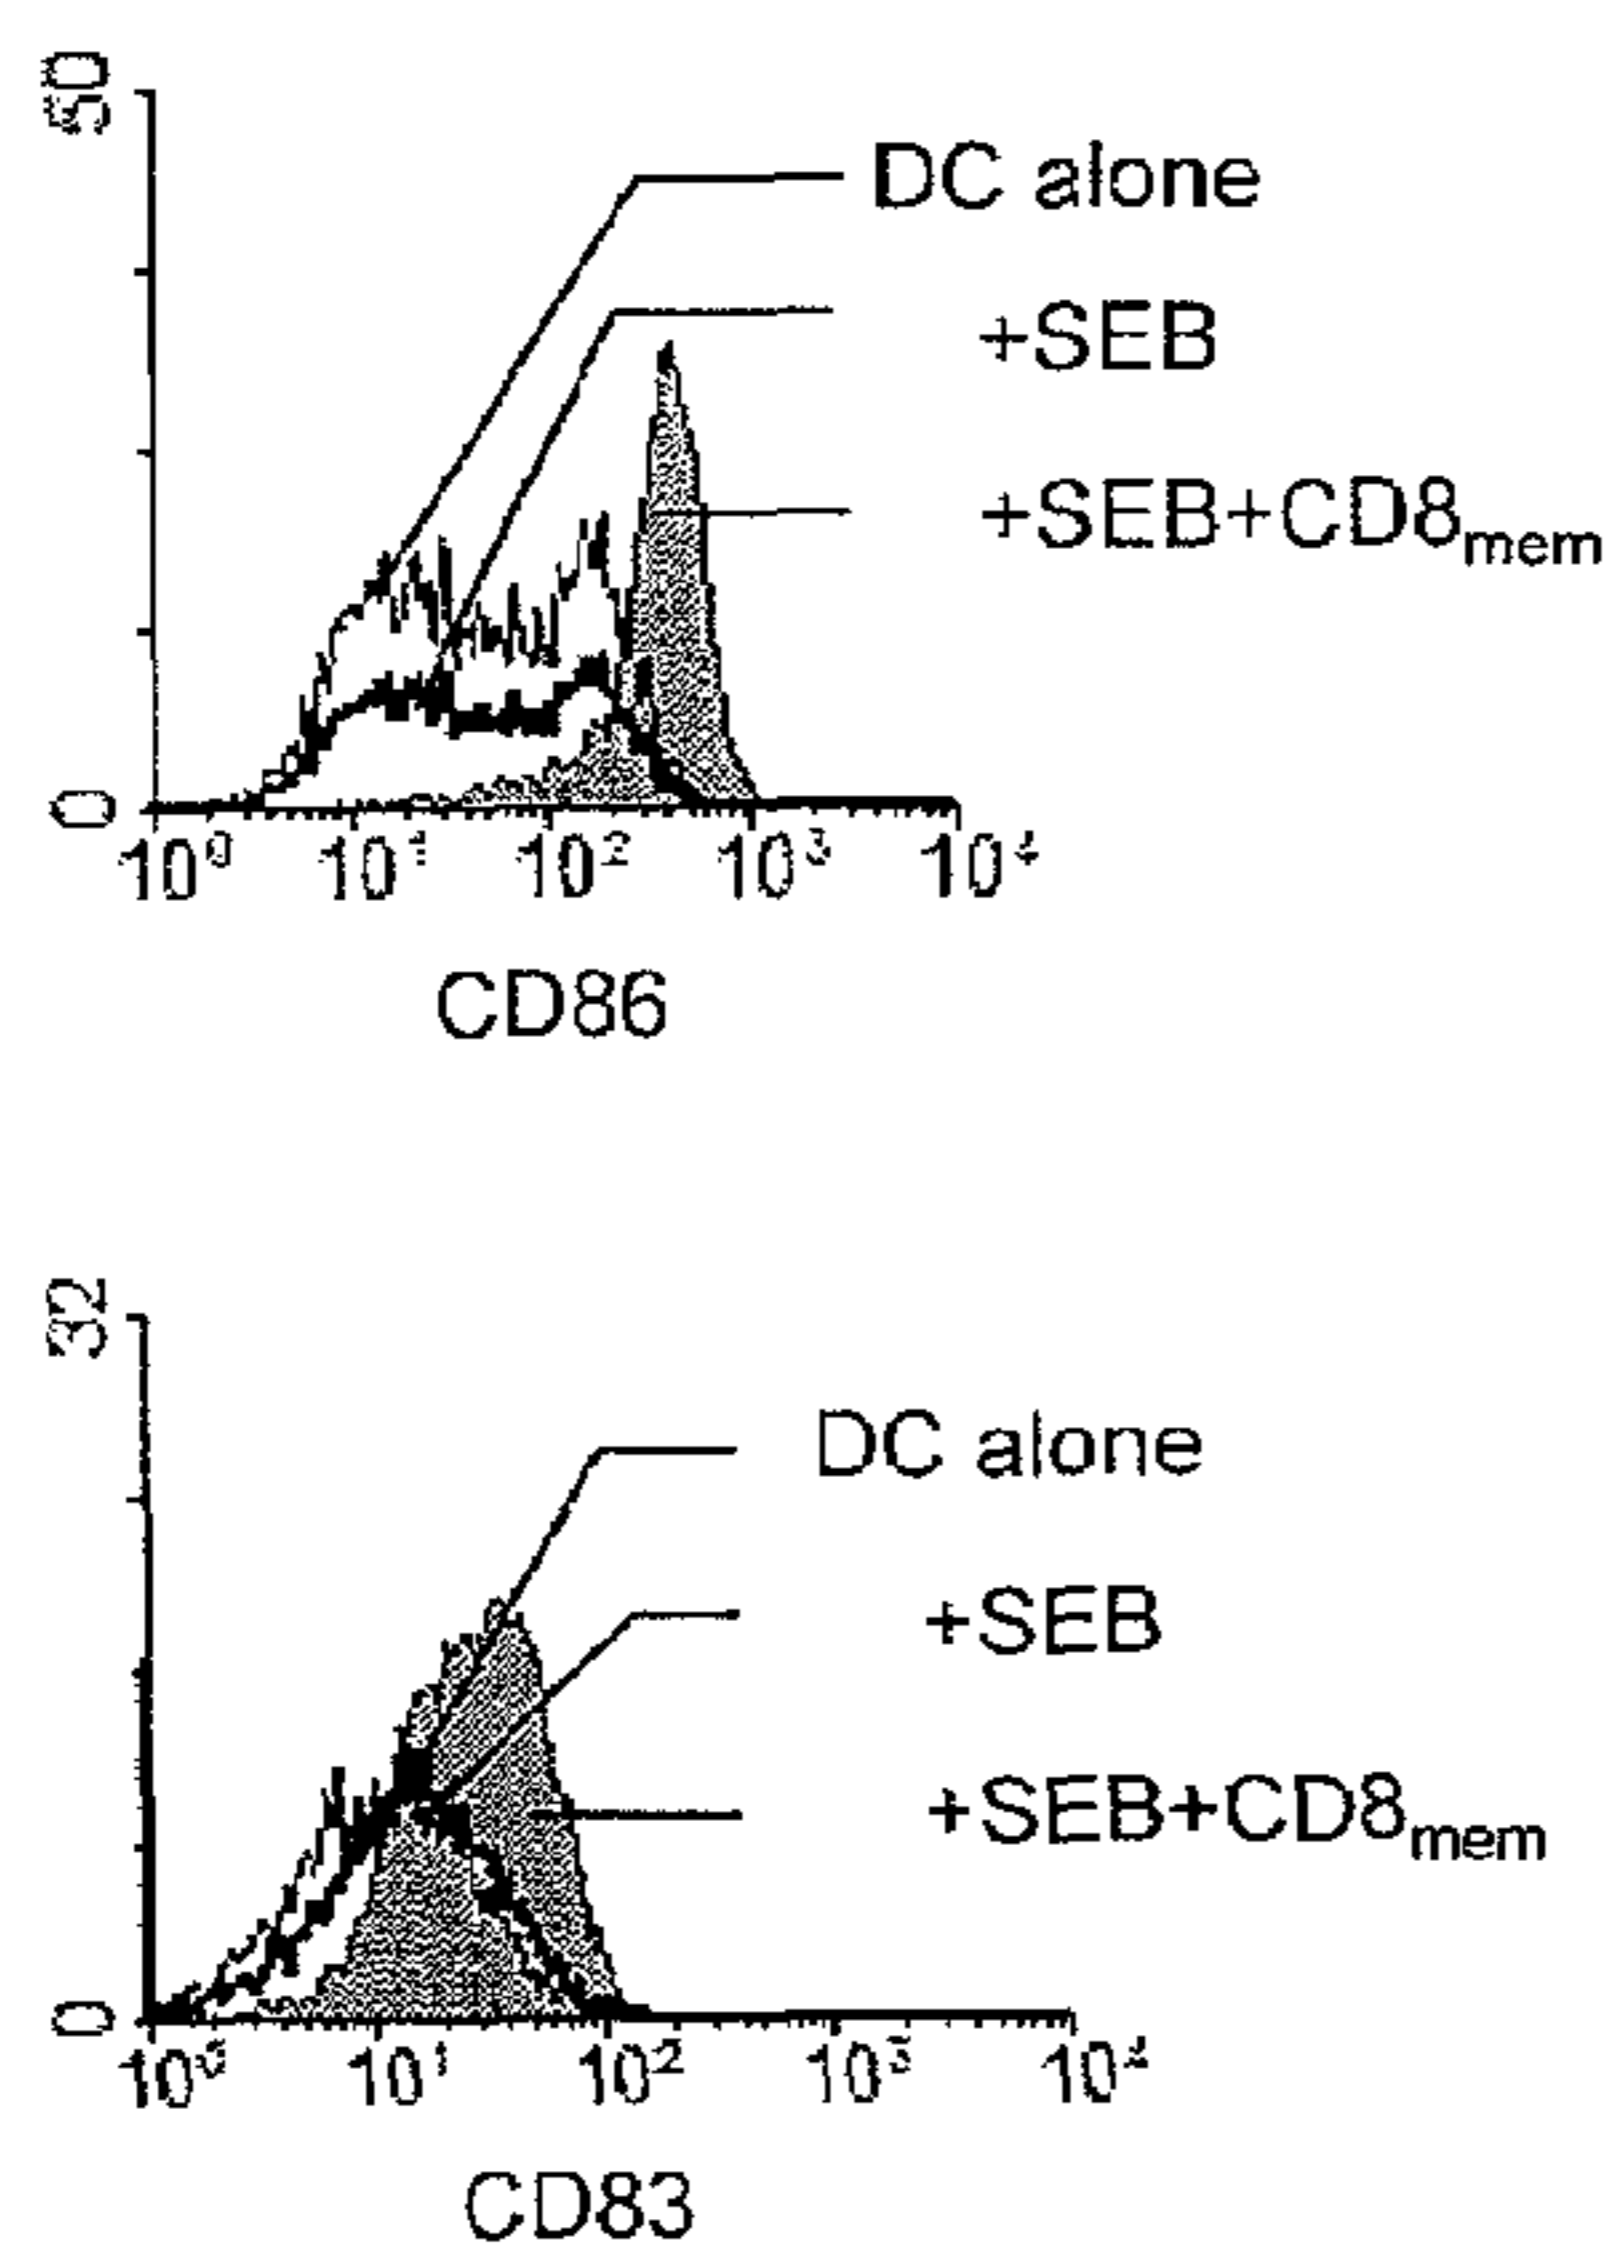 50
DC alone
+SEB
+SEB+CD8mem
0
10⁰ 10¹ 10² 10³ 10⁴
CD86
32
DC alone
+SEB
+SEB+CD8mem
0
10⁰ 10¹ 10² 10³ 10⁴
CD83